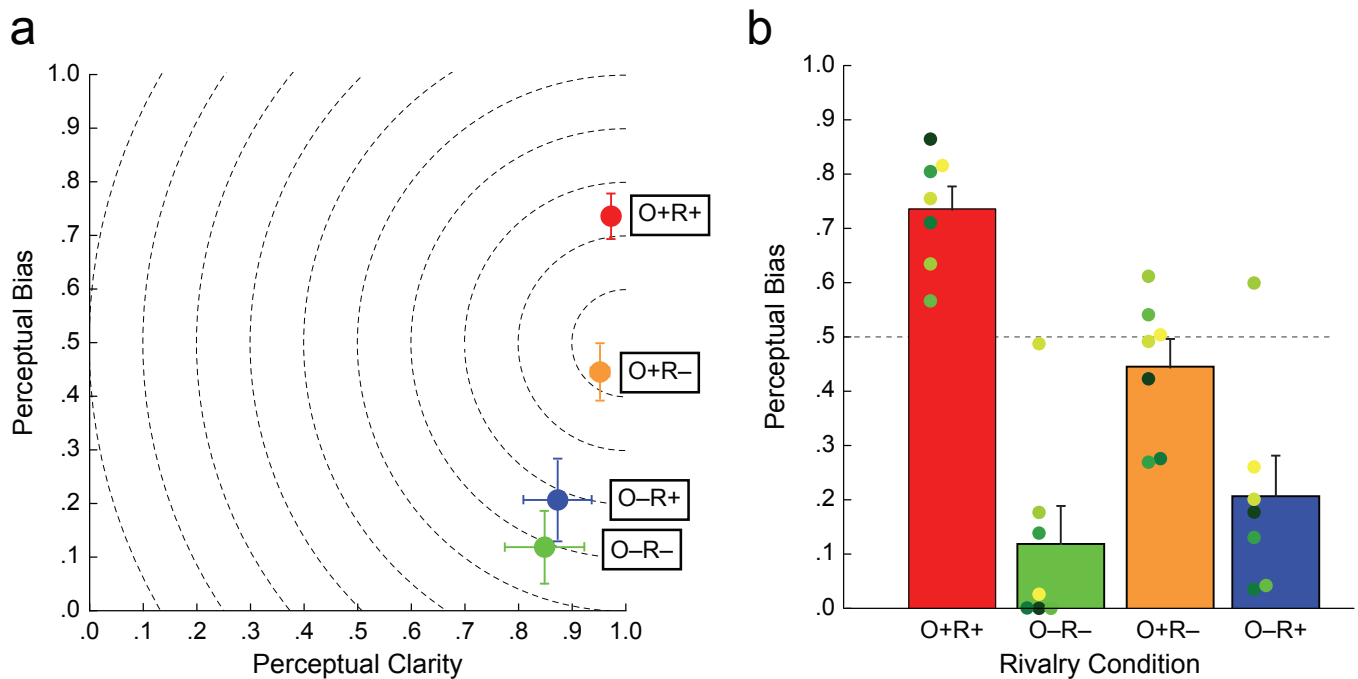 a
1.0
.9
.8
.7
.6
.5
.4
.3
.2
.1
.0
Perceptual Bias
O+R+
O+R–
O–R+
O–R–
.0 .1 .2 .3 .4 .5 .6 .7 .8 .9 1.0
Perceptual Clarity
b
1.0
.9
.8
.7
.6
.5
.4
.3
.2
.1
.0
Perceptual Bias
O+R+ O–R– O+R– O–R+
Rivalry Condition